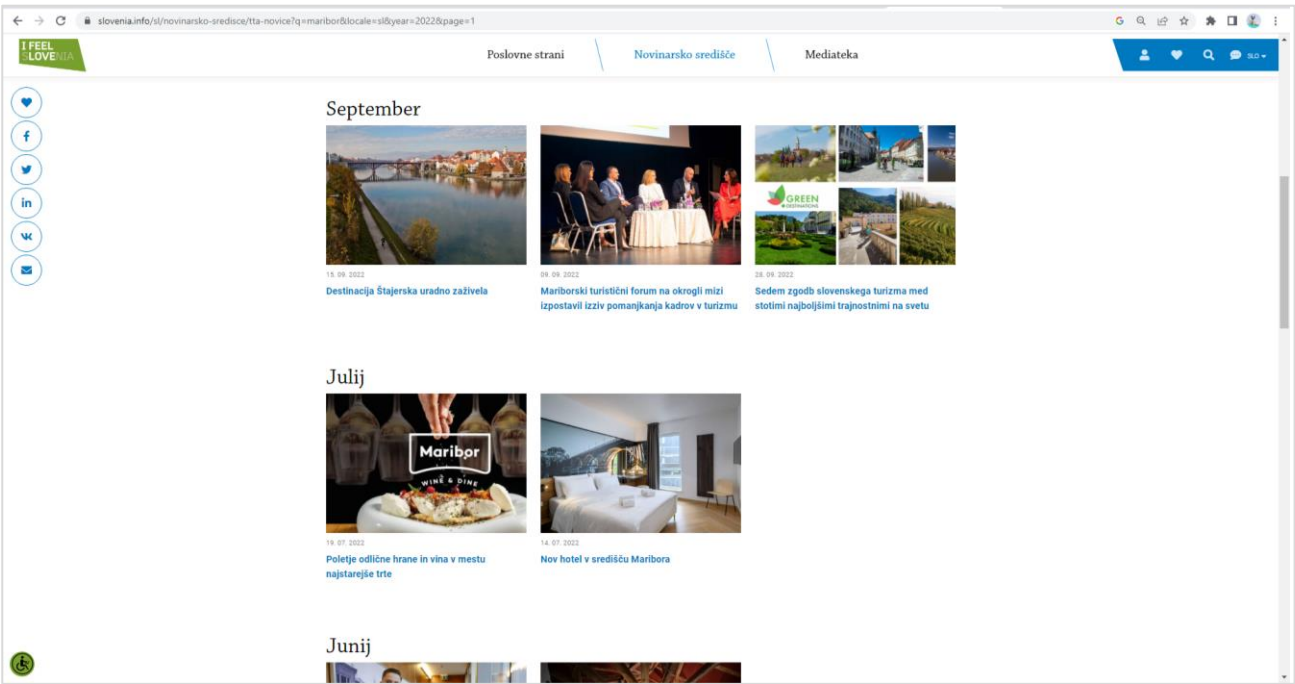 slovenia.info/sl/novinarsko-sredisce/tta-novice?q=maribor&locale=sl&year=2022&page=1
I FEEL
SLOVENIA
Poslovne strani
Novinarsko središče
Mediateka
SLO
September
15. 09. 2022
Destinacija Štajerska uradno zaživela
09. 09. 2022
Mariborski turistični forum na okrogli mizi
izpostavil izziv pomanjkanja kadrov v turizmu
GREEN
DESTINATIONS
28. 09. 2022
Sedem zgodb slovenskega turizma med
stotimi najboljšimi trajnostnimi na svetu
Julij
Maribor
WINE & DINE
19. 07. 2022
Poletje odlične hrane in vina v mestu
najstarejše trte
14. 07. 2022
Nov hotel v središču Maribora
Junij